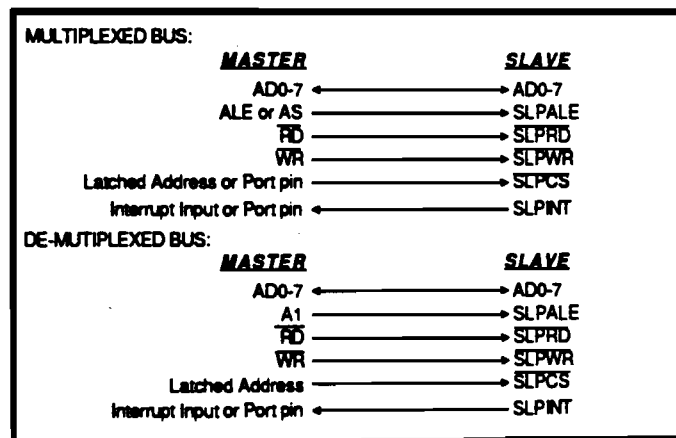 MULTIPLEXED BUS:
MASTER SLAVE
AD0-7 AD0-7
ALE or AS SLPALE
RD SLPRD
WR SLPWR
Latched Address or Port pin SLPCS
Interrupt Input or Port pin SLPINT
DE-MUTIPLEXED BUS:
MASTER SLAVE
AD0-7 AD0-7
A1 SLPALE
RD SLPRD
WR SLPWR
Latched Address SLPCS
Interrupt Input or Port pin SLPINT